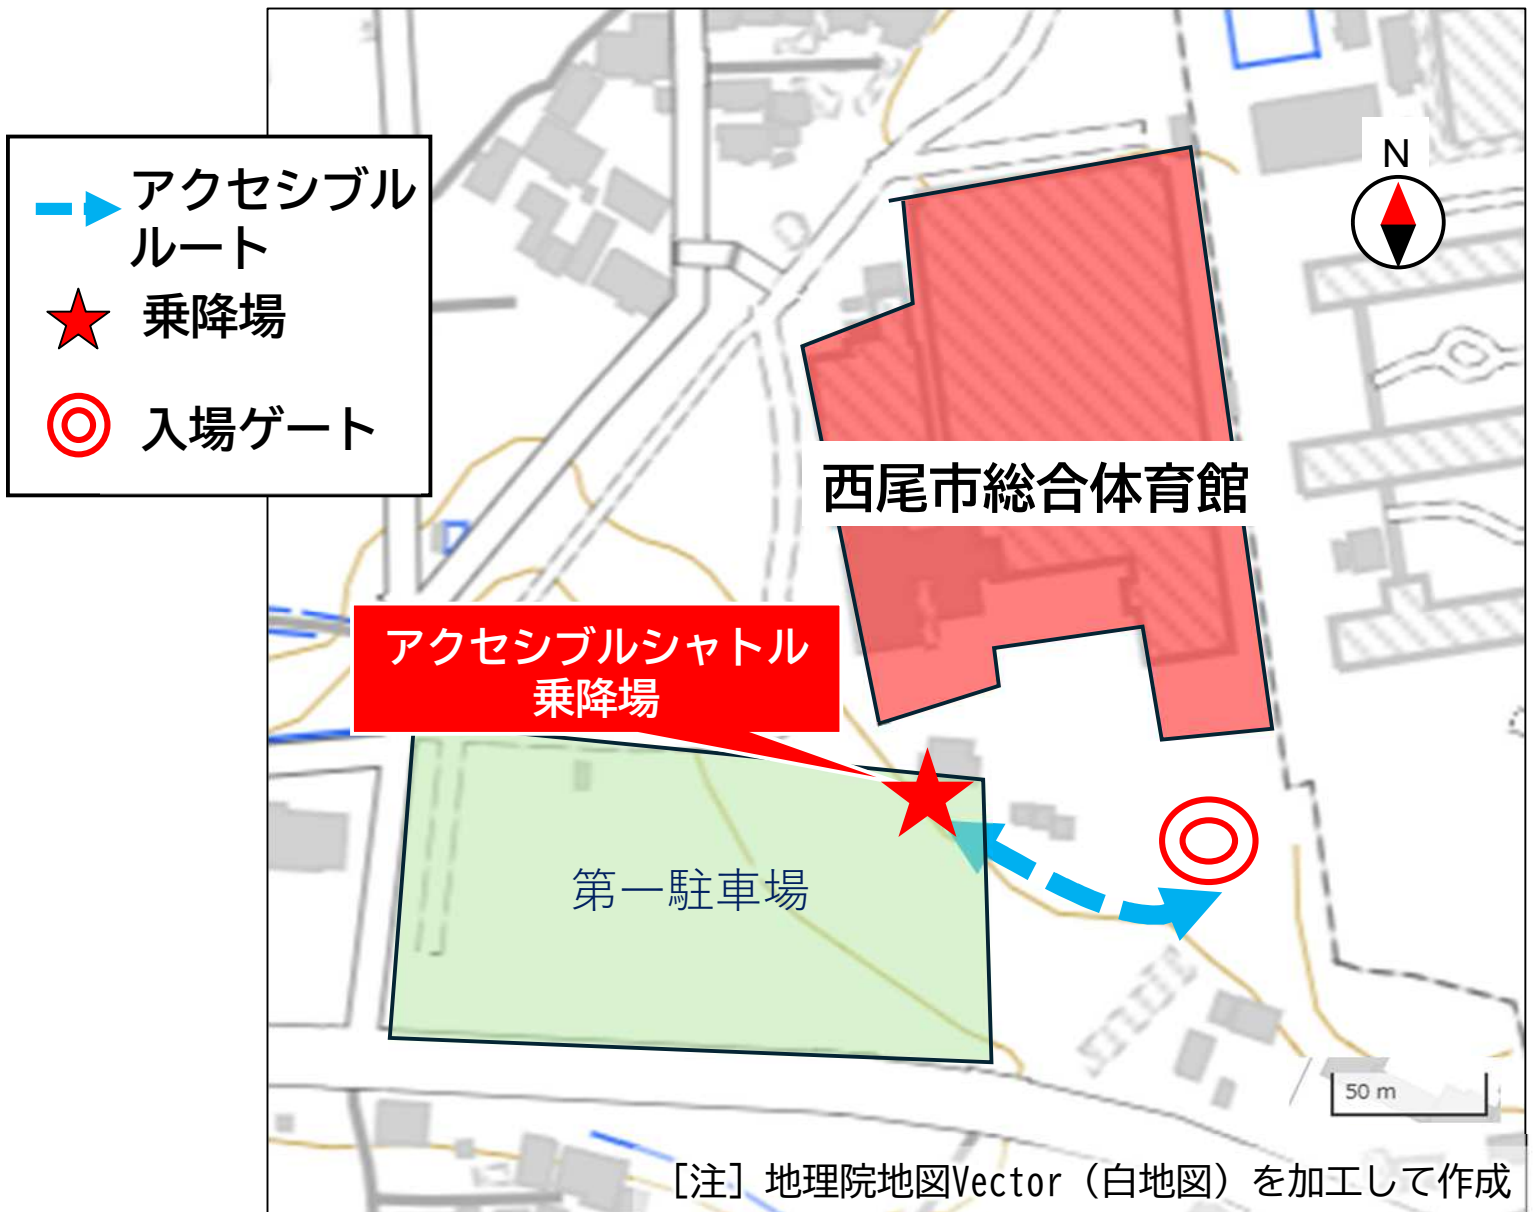 アクセシブル
ルート
乗降場
入場ゲート
N
西尾市総合体育館
アクセシブルシャトル
乗降場
第一駐車場
50 m
［注］地理院地図Vector（白地図）を加工して作成